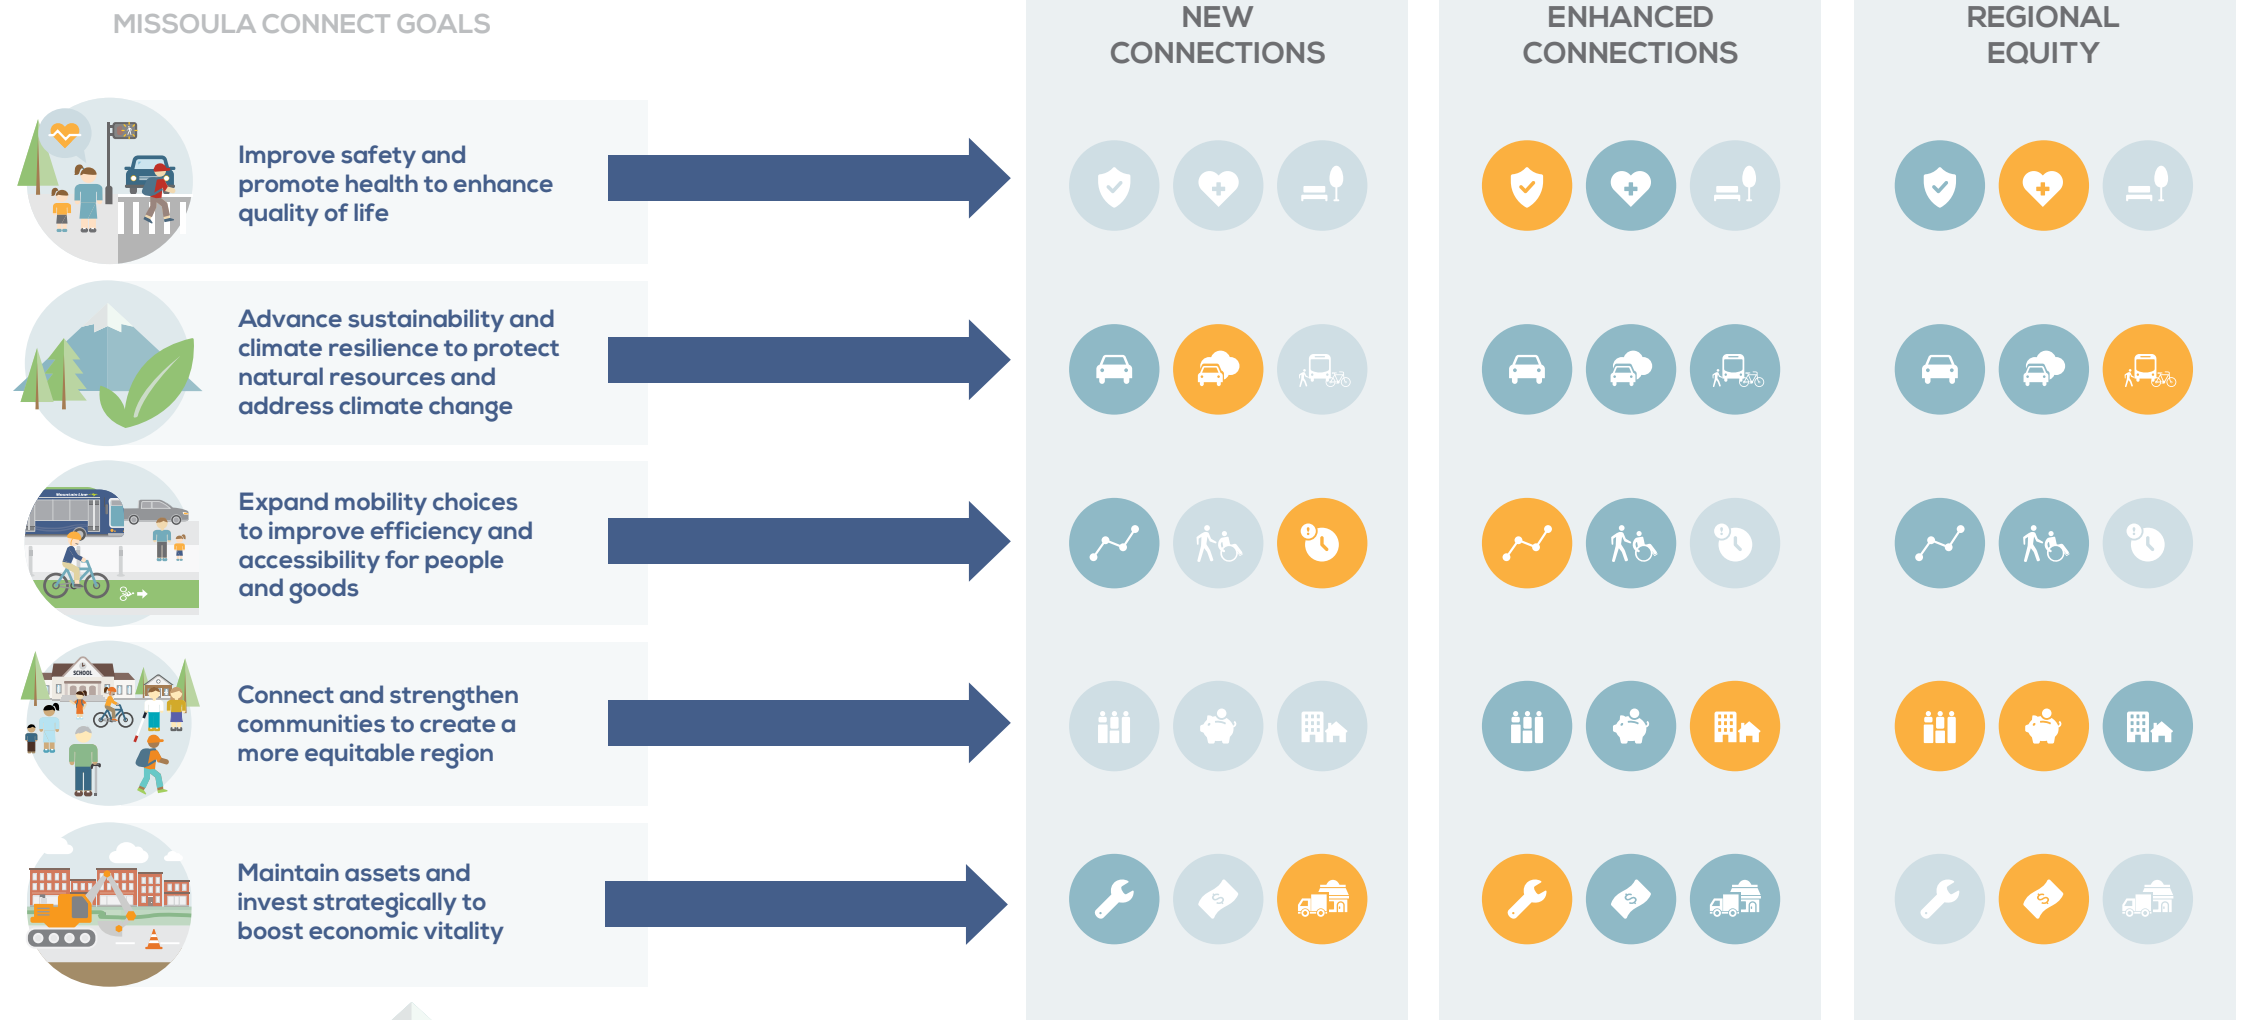 MISSOULA CONNECT GOALS
NEW
CONNECTIONS
ENHANCED
CONNECTIONS
REGIONAL
EQUITY
Improve safety and
promote health to enhance
quality of life
Advance sustainability and
climate resilience to protect
natural resources and
address climate change
Mountain Line
Expand mobility choices
to improve efficiency and
accessibility for people
and goods
SCHOOL
Connect and strengthen
communities to create a
more equitable region
Maintain assets and
invest strategically to
boost economic vitality